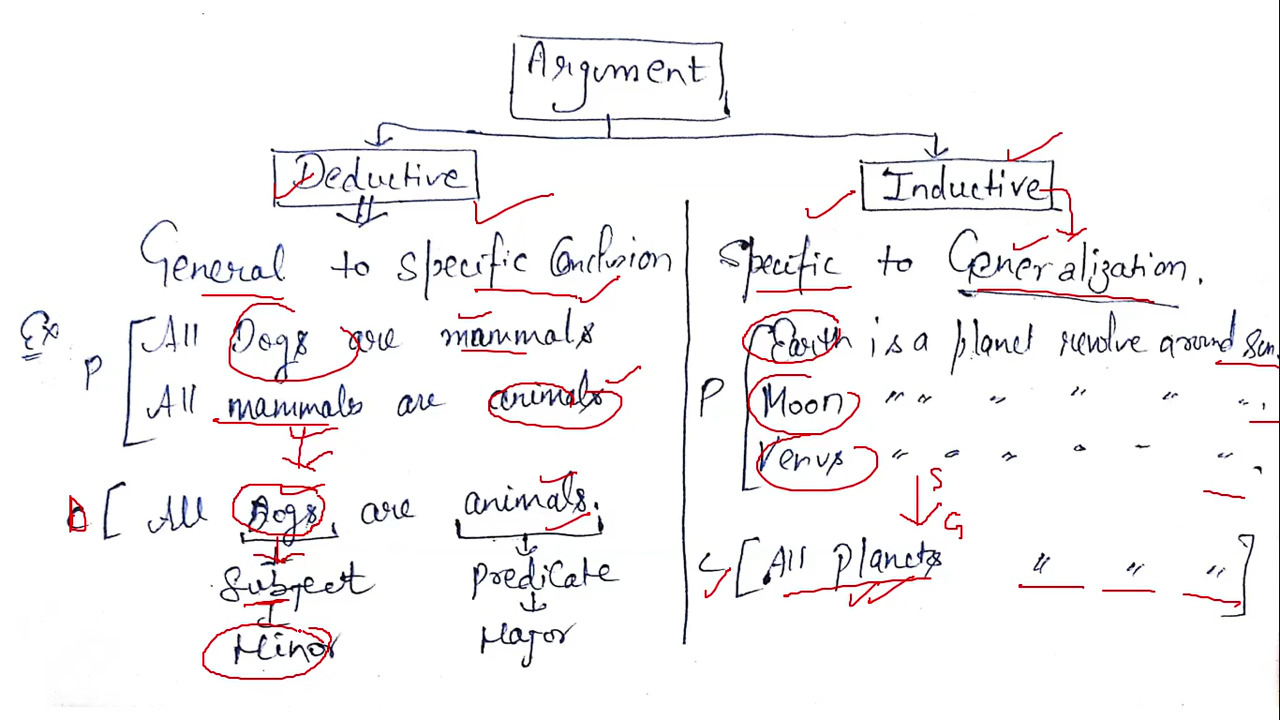 Argument
Deductive
Inductive
General to specific Conclusion
Specific to Generalization.
Ex
P
All Dogs are mammals
All mammals are animals
All Dogs are animals.
Subject
Predicate
Minor
Major
P
Earth is a planet revolve around sun.
Moon " " " " " ".
Venus " " " " " ".
S
G
C
All Planets " " "